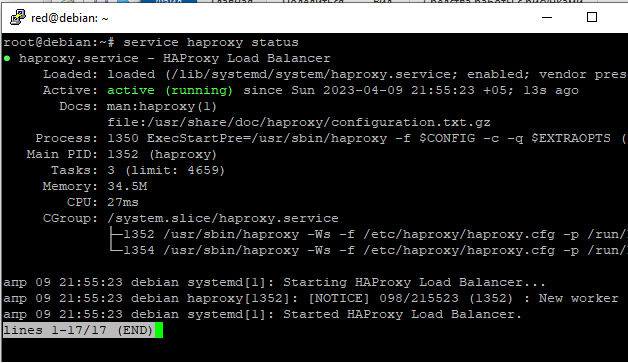 red@debian: ~
root@debian:~# service haproxy status
● haproxy.service - HAProxy Load Balancer
Loaded: loaded (/lib/systemd/system/haproxy.service; enabled; vendor pres
Active: active (running) since Sun 2023-04-09 21:55:23 +05; 13s ago
Docs: man:haproxy(1)
file:/usr/share/doc/haproxy/configuration.txt.gz
Process: 1350 ExecStartPre=/usr/sbin/haproxy -f $CONFIG -c -q $EXTRAOPTS (
Main PID: 1352 (haproxy)
Tasks: 3 (limit: 4659)
Memory: 34.5M
CPU: 27ms
CGroup: /system.slice/haproxy.service
├─1352 /usr/sbin/haproxy -Ws -f /etc/haproxy/haproxy.cfg -p /run/
└─1354 /usr/sbin/haproxy -Ws -f /etc/haproxy/haproxy.cfg -p /run/
апр 09 21:55:23 debian systemd[1]: Starting HAProxy Load Balancer...
апр 09 21:55:23 debian haproxy[1352]: [NOTICE] 098/215523 (1352) : New worker
апр 09 21:55:23 debian systemd[1]: Started HAProxy Load Balancer.
lines 1-17/17 (END)